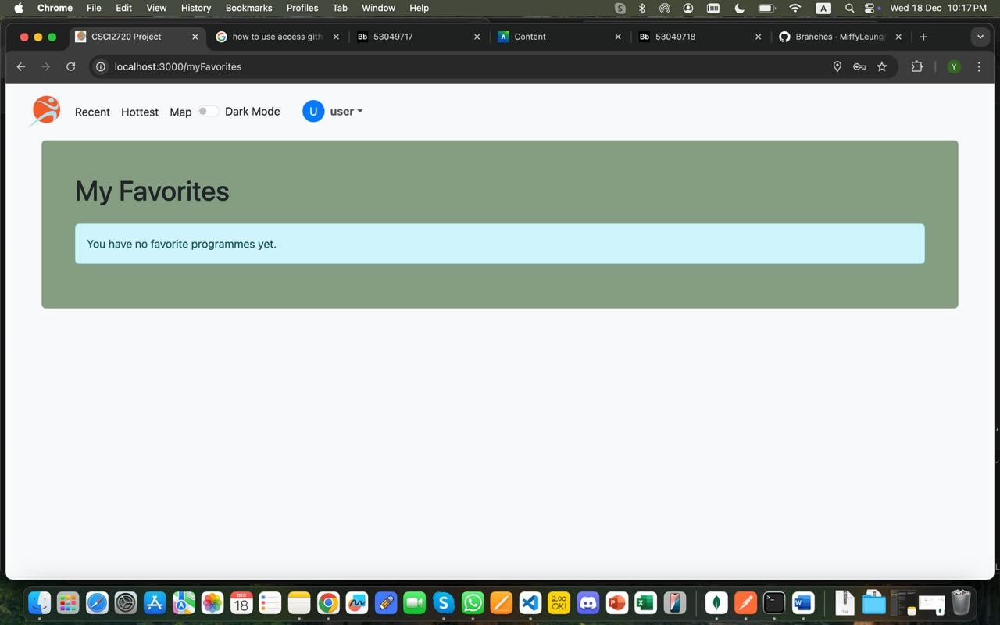 Chrome File Edit View History Bookmarks Profiles Tab Window Help S A Wed 18 Dec 10:17 PM
CSCI2720 Project how to use access gith Bb 53049717 Content Bb 53049718 Branches · MiffyLeung/
localhost:3000/myFavorites Y
Recent Hottest Map Dark Mode U user
My Favorites
You have no favorite programmes yet.
DEC
18
200
OK!